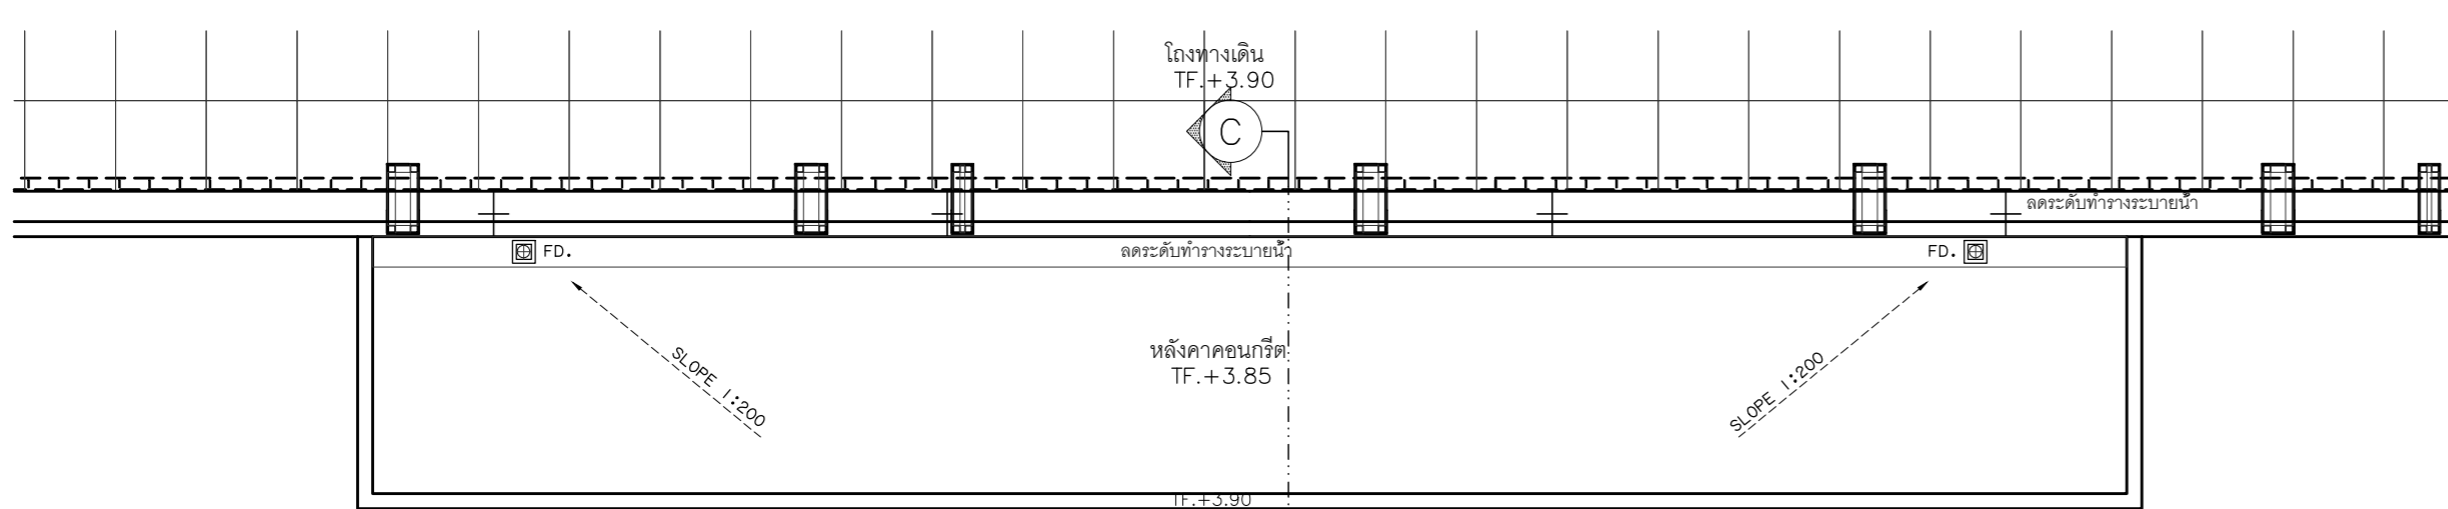 โถงทางเดิน
TF.+3.90
C
ลดระดับทำรางระบายน้ำ
FD.
ลดระดับทำรางระบายน้ำ
FD.
SLOPE 1:200
หลังคาคอนกรีต
TF.+3.85
SLOPE 1:200
TF.+3.90